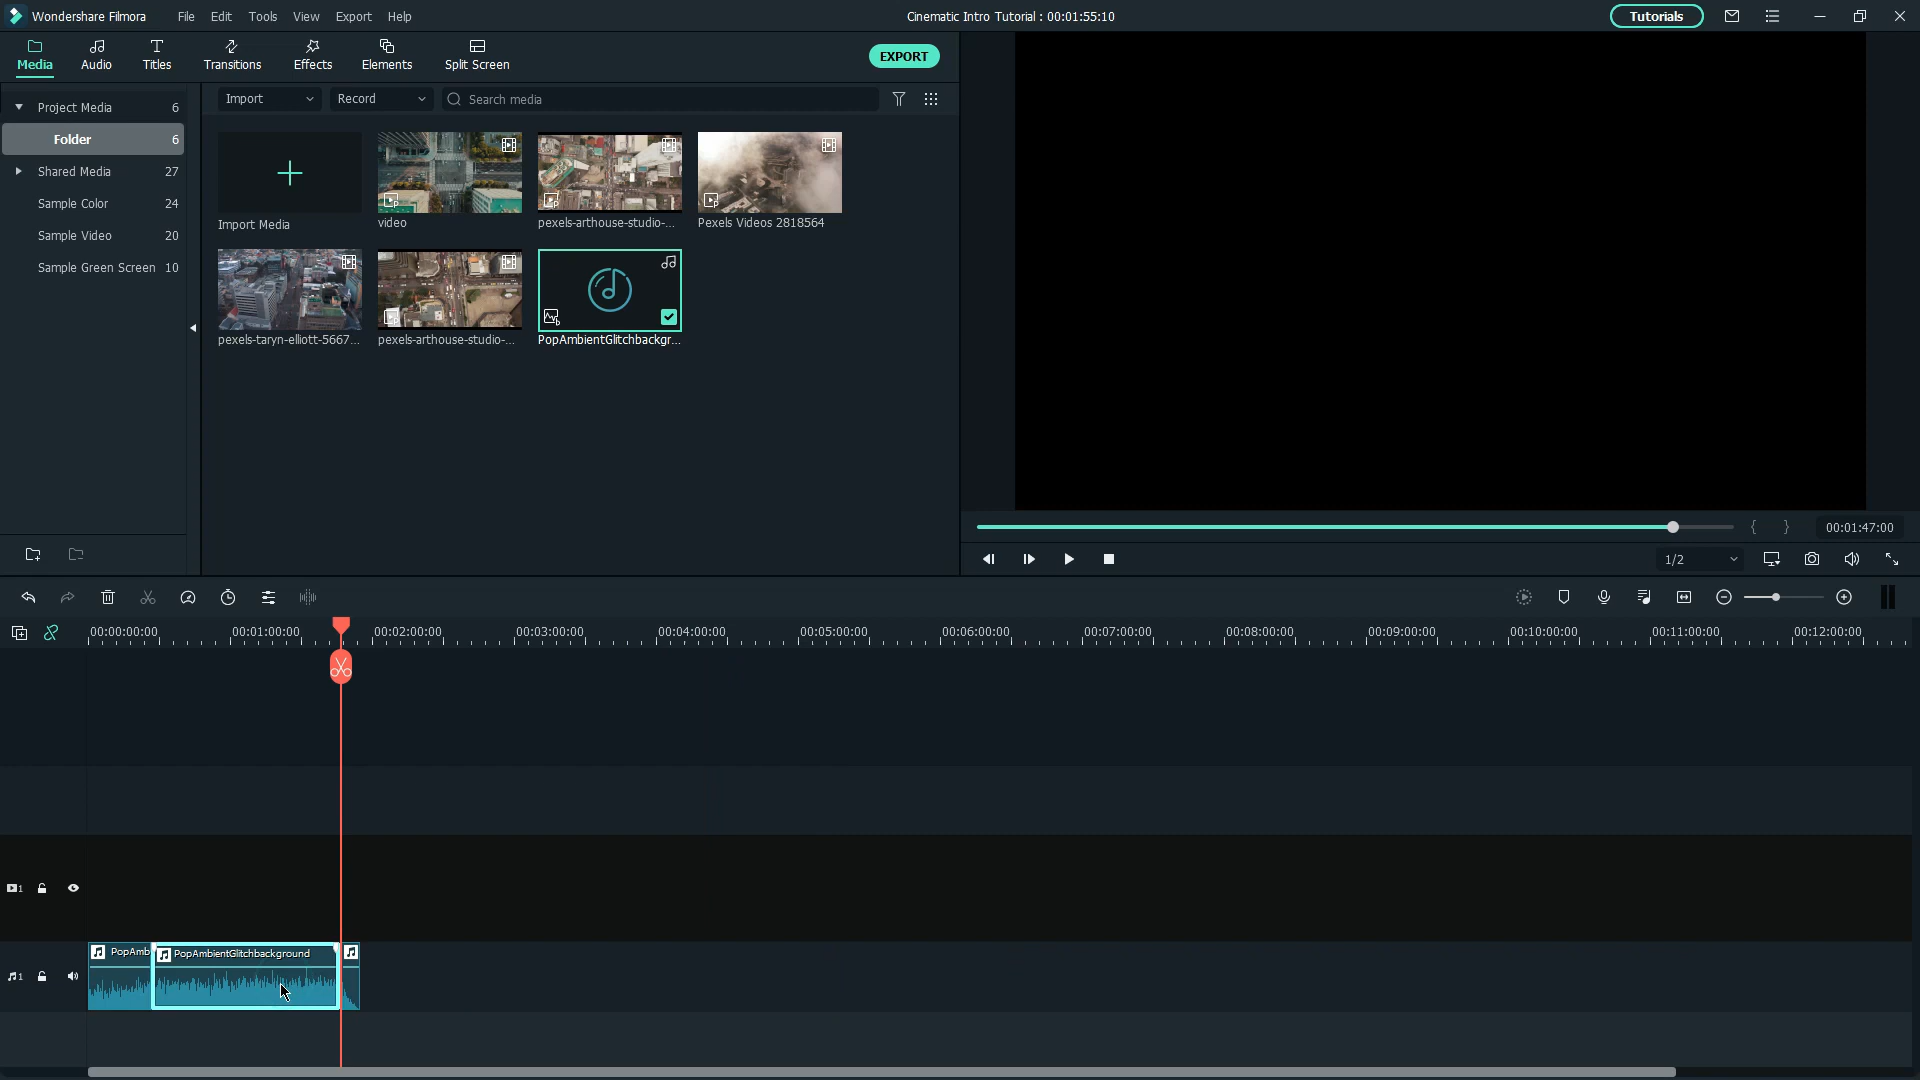 Wondershare Filmora File Edit Tools View Export Help Cinematic Intro Tutorial : 00:01:55:10 Tutorials
Media Audio Titles Transitions Effects Elements Split Screen EXPORT
Project Media 6
Folder 6
Shared Media 27
Sample Color 24
Sample Video 20
Sample Green Screen 10
Import Record Search media
Import Media video pexels-arthouse-studio-... Pexels Videos 2818564
pexels-taryn-elliott-5667... pexels-arthouse-studio-... PopAmbientGlitchbackgr...
{ } 00:01:47:00
1/2
00:00:00:00 00:01:00:00 00:02:00:00 00:03:00:00 00:04:00:00 00:05:00:00 00:06:00:00 00:07:00:00 00:08:00:00 00:09:00:00 00:10:00:00 00:11:00:00 00:12:00:00
1
PopAmb PopAmbientGlitchbackground
1